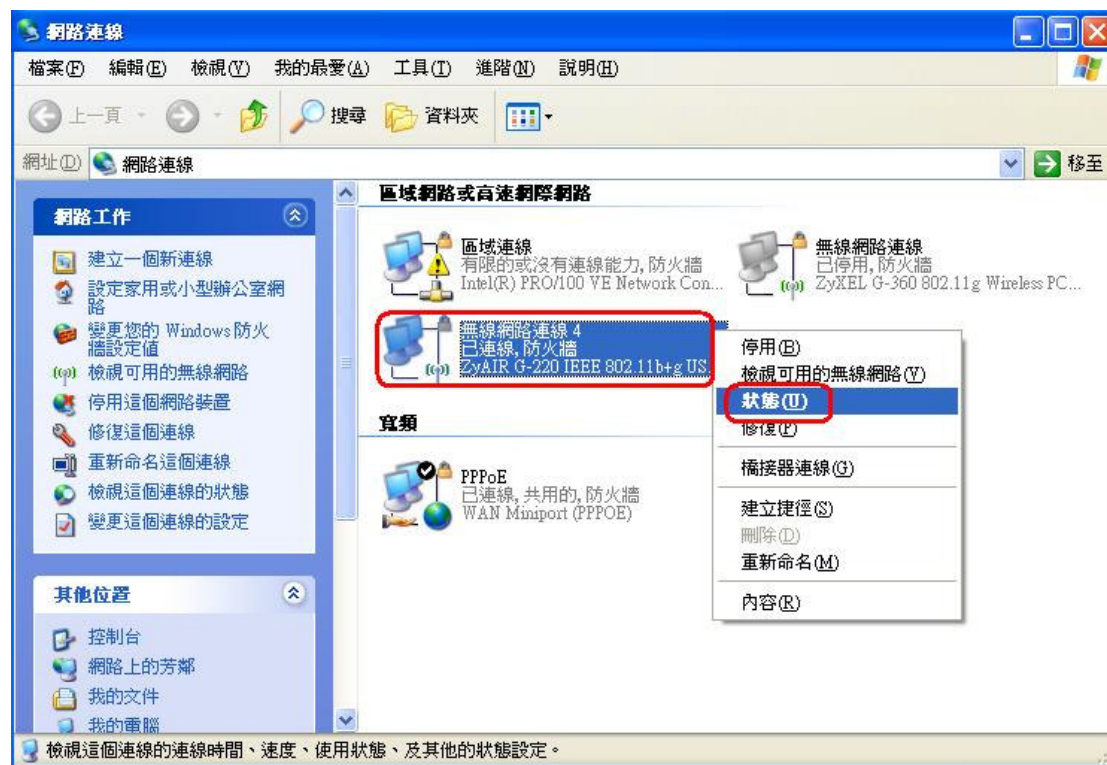 網路連線
檔案(F) 編輯(E) 檢視(V) 我的最愛(A) 工具(T) 進階(N) 說明(H)
上一頁 搜尋 資料夾
網址(D) 網路連線 移至
網路工作
建立一個新連線
設定家用或小型辦公室網
路
變更您的 Windows 防火
牆設定值
檢視可用的無線網路
停用這個網路裝置
修復這個連線
重新命名這個連線
檢視這個連線的狀態
變更這個連線的設定
其他位置
控制台
網路上的芳鄰
我的文件
我的電腦
區域網路或高速網際網路
區域連線
有限的或沒有連線能力, 防火牆
Intel(R) PRO/100 VE Network Con...
無線網路連線
已停用, 防火牆
ZyXEL G-360 802.11g Wireless PC...
無線網路連線 4
已連線, 防火牆
ZyAIR G-220 IEEE 802.11b+g US
寬頻
PPPoE
已連線, 共用的, 防火牆
WAN Miniport (PPPOE)
停用(B)
檢視可用的無線網路(V)
狀態(U)
修復(P)
橋接器連線(G)
建立捷徑(S)
刪除(D)
重新命名(M)
內容(R)
檢視這個連線的連線時間、速度、使用狀態、及其他的狀態設定。